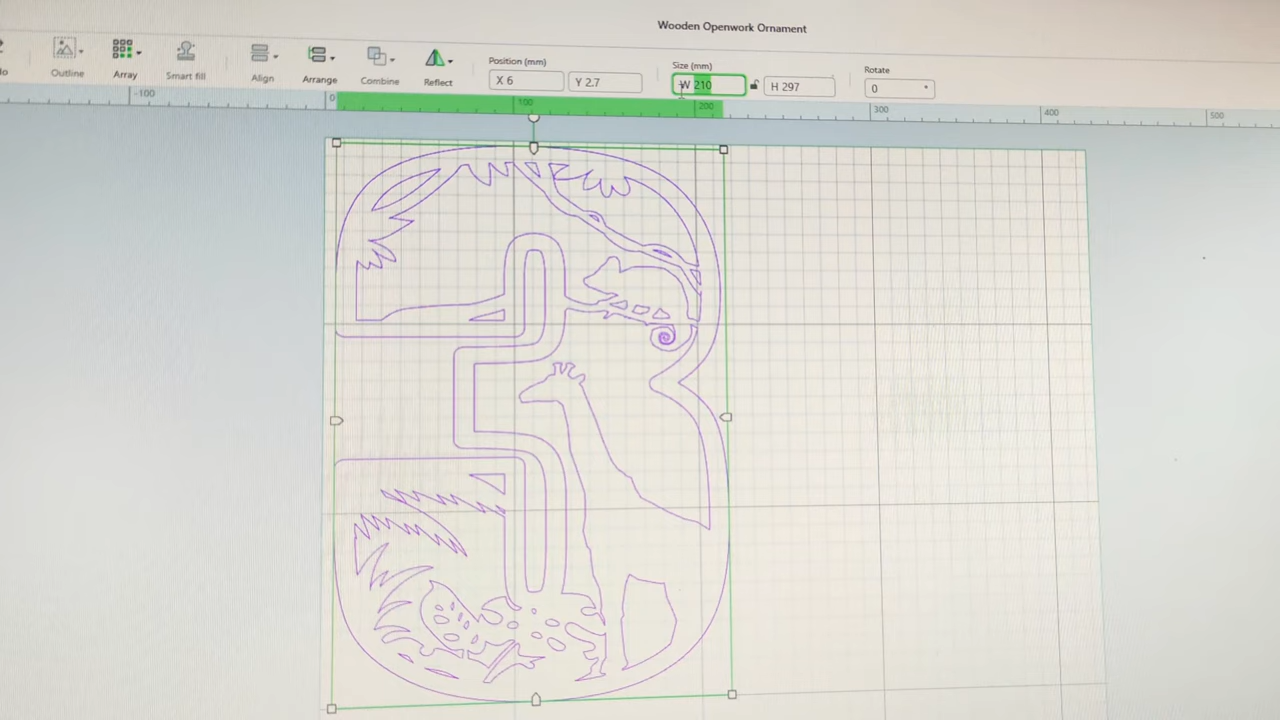 Wooden Openwork Ornament
Outline
Array
Smart fill
Align
Arrange
Combine
Reflect
Position (mm)
X 6
Y 2.7
Size (mm)
W 210
H 297
Rotate
0
-100
0
100
200
300
400
500